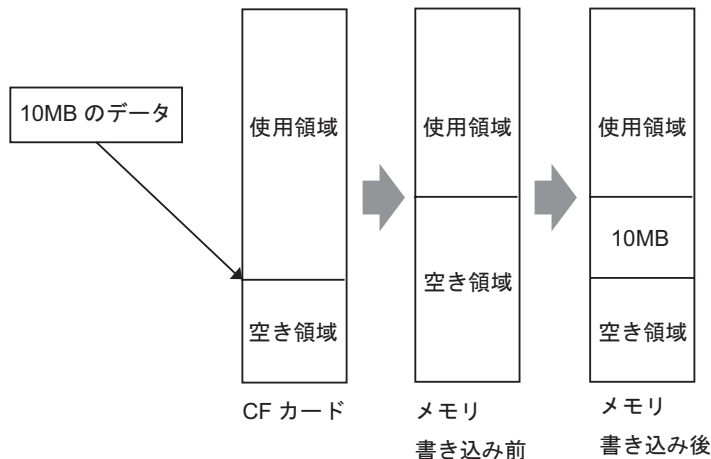 10MB のデータ
使用領域
空き領域
CF カード
使用領域
空き領域
メモリ
書き込み前
使用領域
10MB
空き領域
メモリ
書き込み後